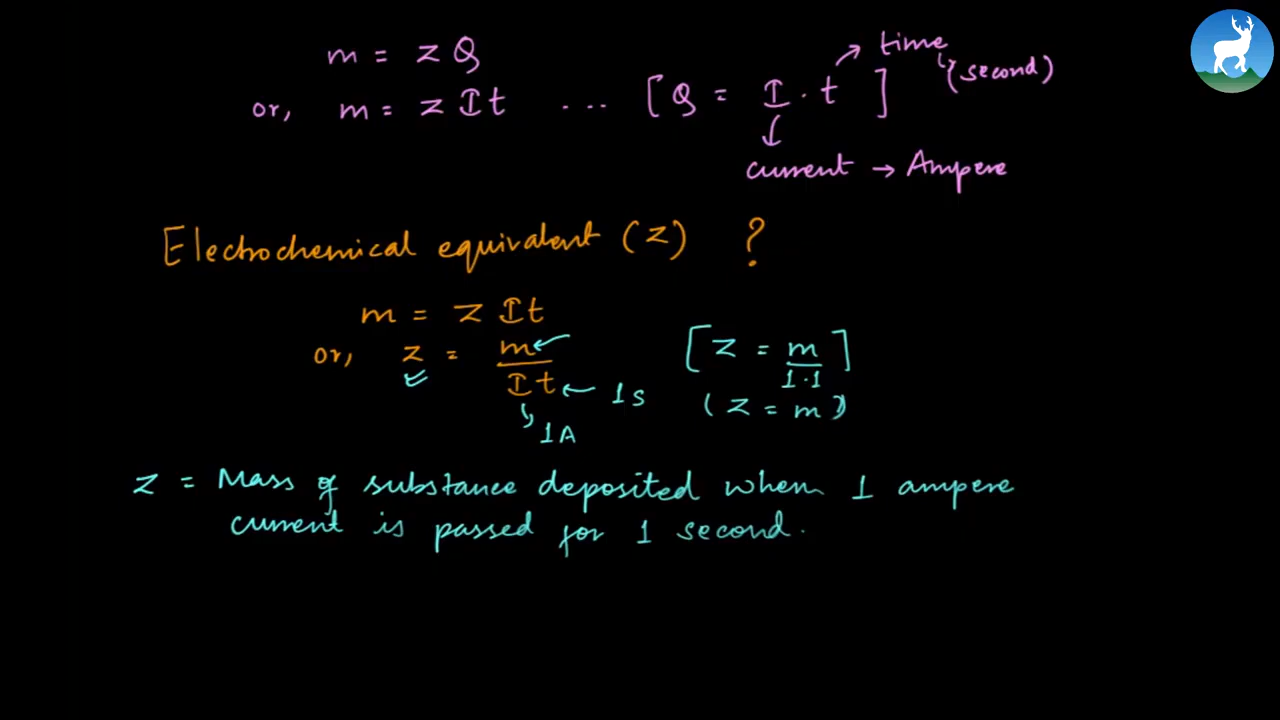 m = z Q
or, m = z I t ... [ Q = I · t ] → time
↳ (second)
↓
current → Ampere
Electrochemical equivalent (z) ?
m = z I t
or, z = m / I t ← 1 s
↳ 1A
[ z = m / 1·1 ]
( z = m )
z = Mass of substance deposited when 1 ampere
current is passed for 1 second.